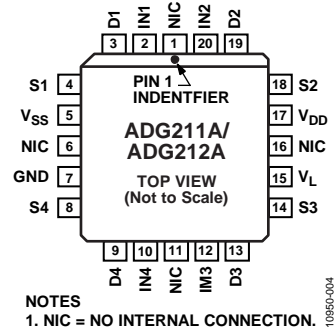 D1 IN1 NIC IN2 D2
3 2 1 20 19
PIN 1
INDENTFIER
S1 4
18 S2
VSS 5
17 VDD
ADG211A/
ADG212A
NIC 6
16 NIC
GND 7
15 VL
TOP VIEW
(Not to Scale)
S4 8
14 S3
9 10 11 12 13
D4 IN4 NIC IM3 D3
NOTES
1. NIC = NO INTERNAL CONNECTION.
10950-004